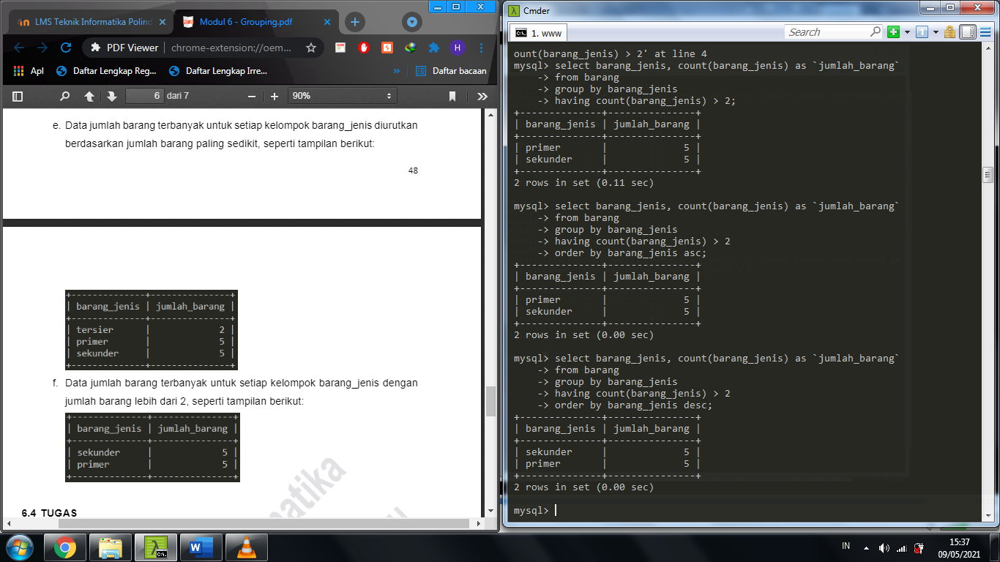 LMS Teknik Informatika Polind
Modul 6 - Grouping.pdf
PDF Viewer
chrome-extension://oem...
H
Apl
Daftar Lengkap Reg...
Daftar Lengkap Irre...
»
Daftar bacaan
6 dari 7
90%
e. Data jumlah barang terbanyak untuk setiap kelompok barang_jenis diurutkan
berdasarkan jumlah barang paling sedikit, seperti tampilan berikut:
48
+--------------+---------------+
| barang_jenis | jumlah_barang |
+--------------+---------------+
| tersier | 2 |
| primer | 5 |
| sekunder | 5 |
+--------------+---------------+
f. Data jumlah barang terbanyak untuk setiap kelompok barang_jenis dengan
jumlah barang lebih dari 2, seperti tampilan berikut:
+--------------+---------------+
| barang_jenis | jumlah_barang |
+--------------+---------------+
| sekunder | 5 |
| primer | 5 |
+--------------+---------------+
matika
6.4 TUGAS
Cmder
1. www
Search
ount(barang_jenis) > 2' at line 4
mysql> select barang_jenis, count(barang_jenis) as `jumlah_barang`
-> from barang
-> group by barang_jenis
-> having count(barang_jenis) > 2;
+--------------+---------------+
| barang_jenis | jumlah_barang |
+--------------+---------------+
| primer | 5 |
| sekunder | 5 |
+--------------+---------------+
2 rows in set (0.11 sec)
mysql> select barang_jenis, count(barang_jenis) as `jumlah_barang`
-> from barang
-> group by barang_jenis
-> having count(barang_jenis) > 2
-> order by barang_jenis asc;
+--------------+---------------+
| barang_jenis | jumlah_barang |
+--------------+---------------+
| primer | 5 |
| sekunder | 5 |
+--------------+---------------+
2 rows in set (0.00 sec)
mysql> select barang_jenis, count(barang_jenis) as `jumlah_barang`
-> from barang
-> group by barang_jenis
-> having count(barang_jenis) > 2
-> order by barang_jenis desc;
+--------------+---------------+
| barang_jenis | jumlah_barang |
+--------------+---------------+
| sekunder | 5 |
| primer | 5 |
+--------------+---------------+
2 rows in set (0.00 sec)
mysql>
IN
15:37
09/05/2021